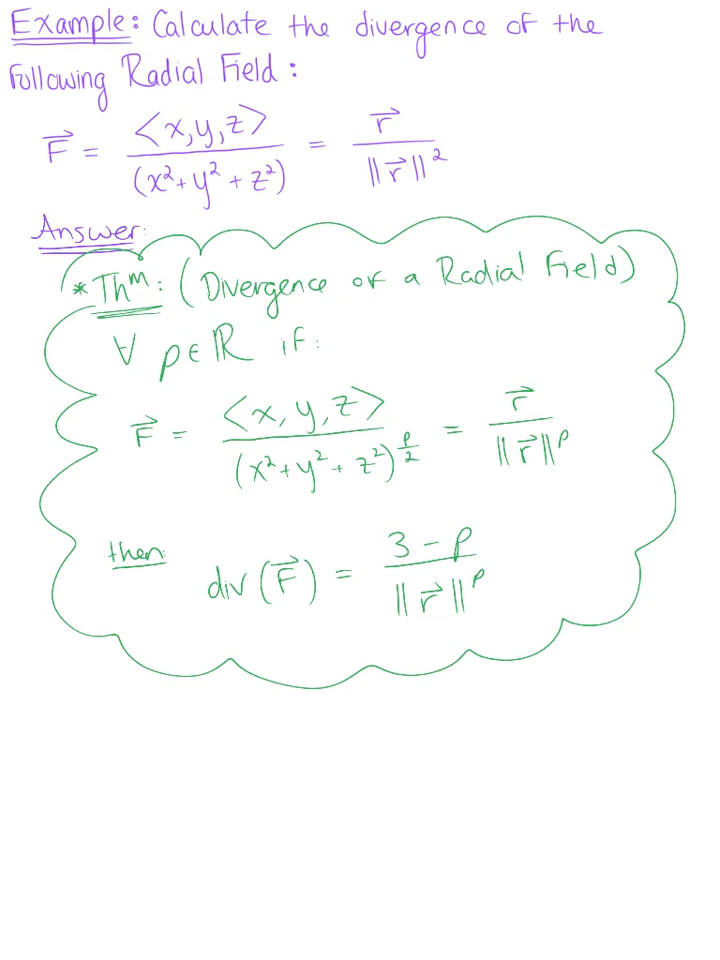 Example: Calculate the divergence of the
following Radial Field:
F⃗ = <x,y,z> / (x²+y²+z²) = r⃗ / ||r⃗||²
Answer:
*Thᵐ: (Divergence of a Radial Field)
∀ p∈ℝ if:
F⃗ = <x,y,z> / (x²+y²+z²)^(p/2) = r⃗ / ||r⃗||^p
then: div(F⃗) = (3-p) / ||r⃗||^p